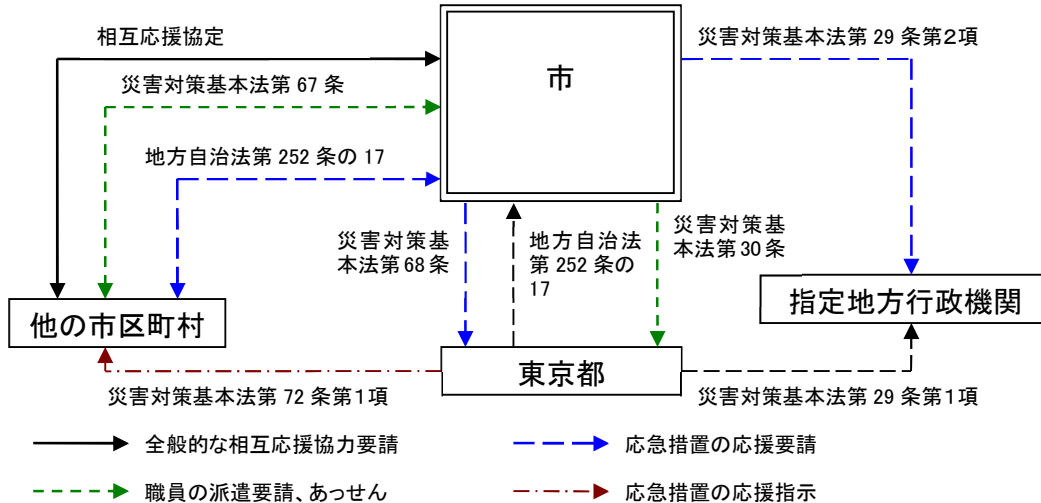 相互応援協定
災害対策基本法第 67 条
地方自治法第 252 条の 17
市
災害対策基本法第 29 条第2項
災害対策基
本法第 68 条
地方自治法
第 252 条の
17
災害対策基
本法第 30 条
他の市区町村
指定地方行政機関
東京都
災害対策基本法第 72 条第1項
災害対策基本法第 29 条第1項
全般的な相互応援協力要請
応急措置の応援要請
職員の派遣要請、あっせん
応急措置の応援指示